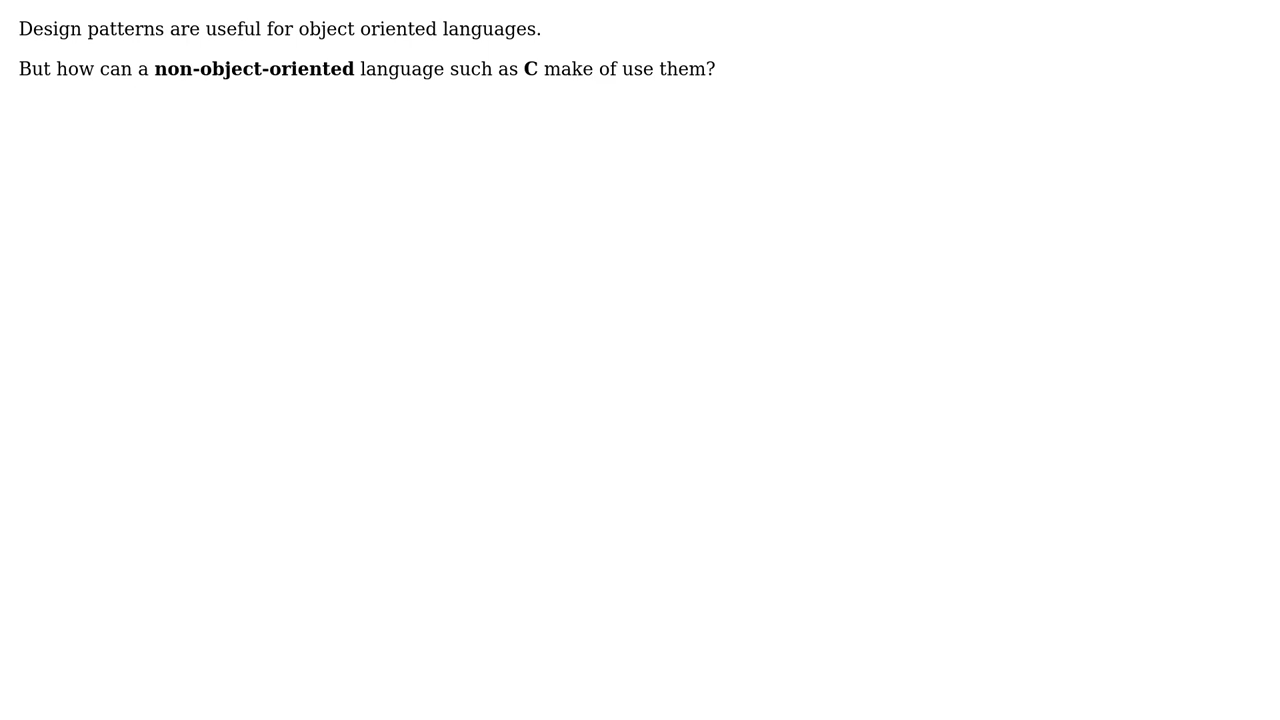 Design patterns are useful for object oriented languages.
But how can a non-object-oriented language such as C make of use them?